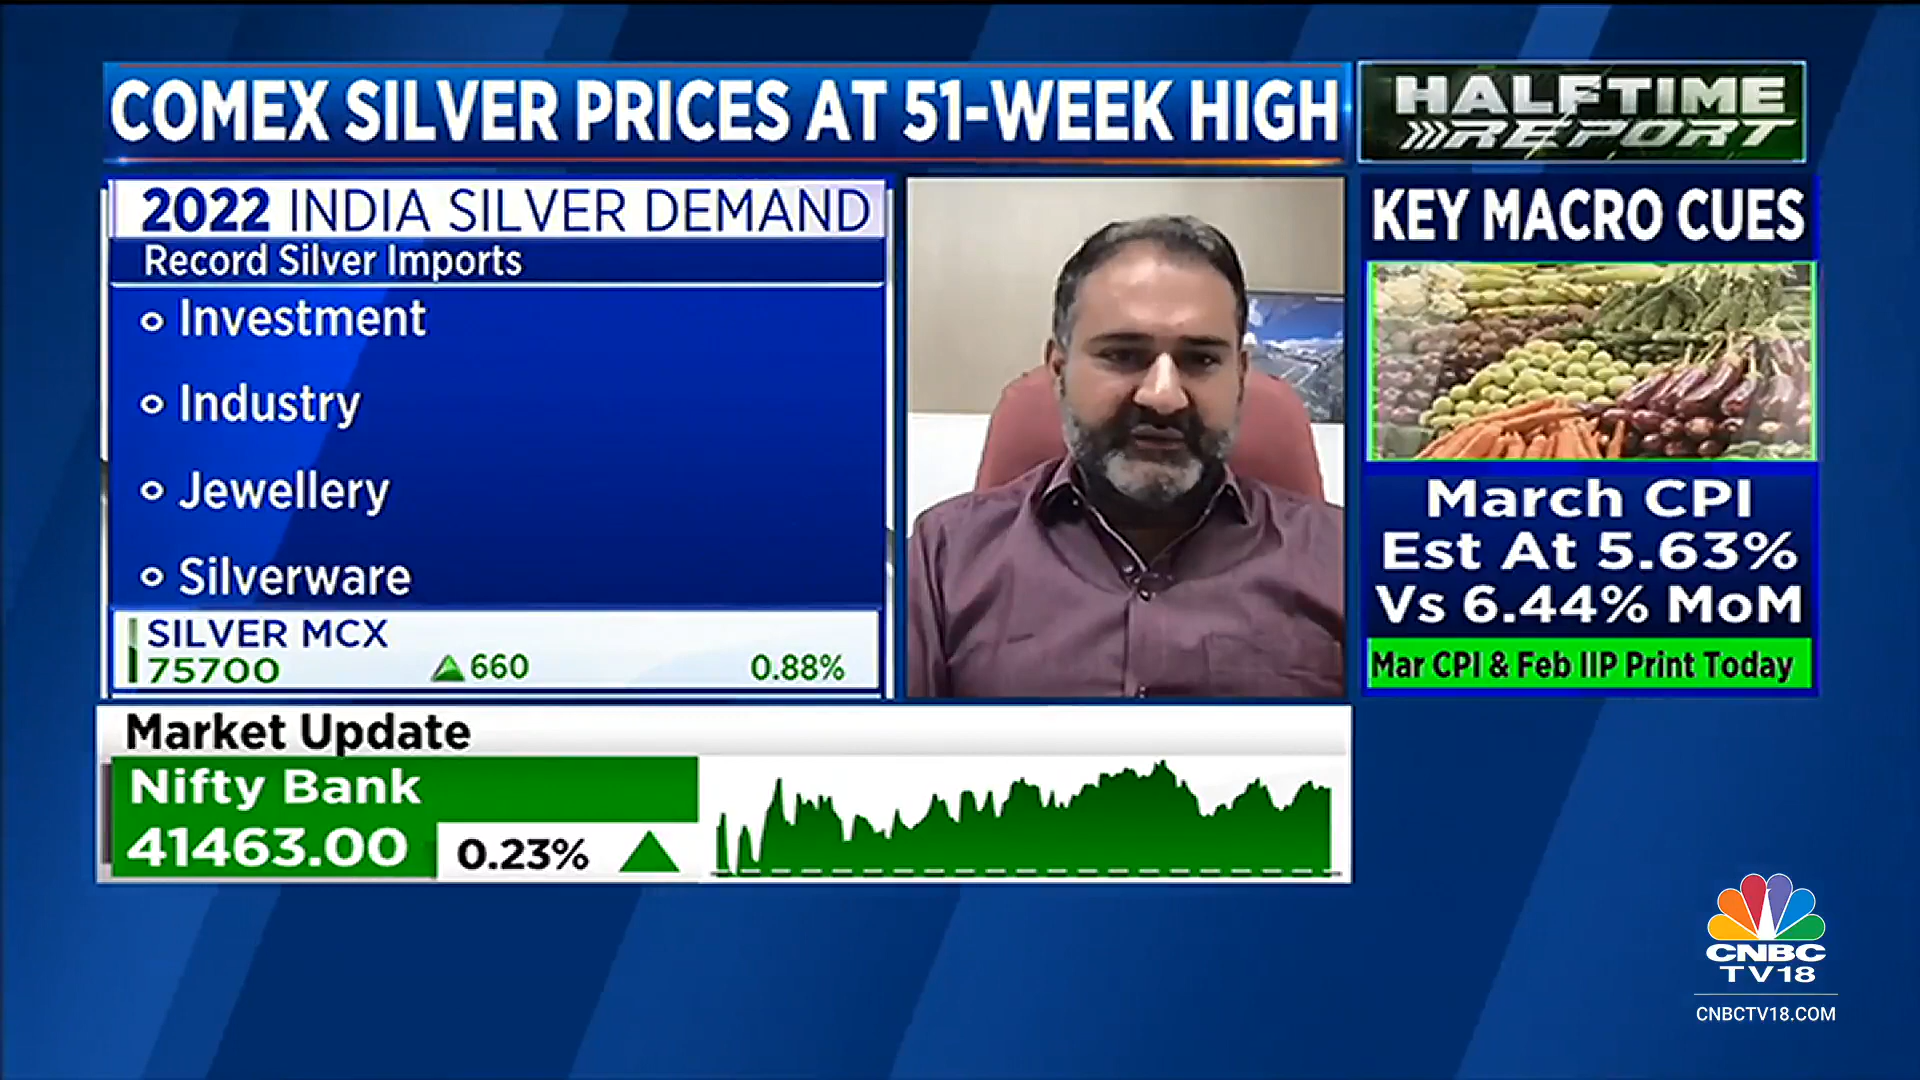 COMEX SILVER PRICES AT 51-WEEK HIGH
HALFTIME
REPORT
2022 INDIA SILVER DEMAND
Record Silver Imports
Investment
Industry
Jewellery
Silverware
SILVER MCX
75700 660 0.88%
KEY MACRO CUES
March CPI
Est At 5.63%
Vs 6.44% MoM
Mar CPI & Feb IIP Print Today
Market Update
Nifty Bank
41463.00 0.23%
CNBC
TV18
CNBCTV18.COM